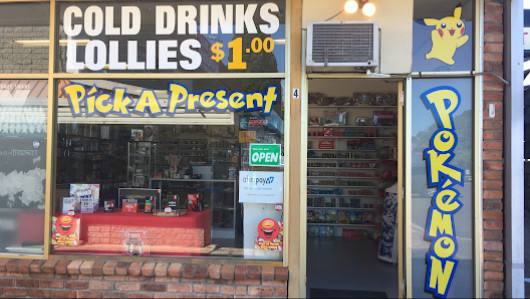 COLD DRINKS
LOLLIES $1.00
Pick A Present
4
OPEN
POKéMON